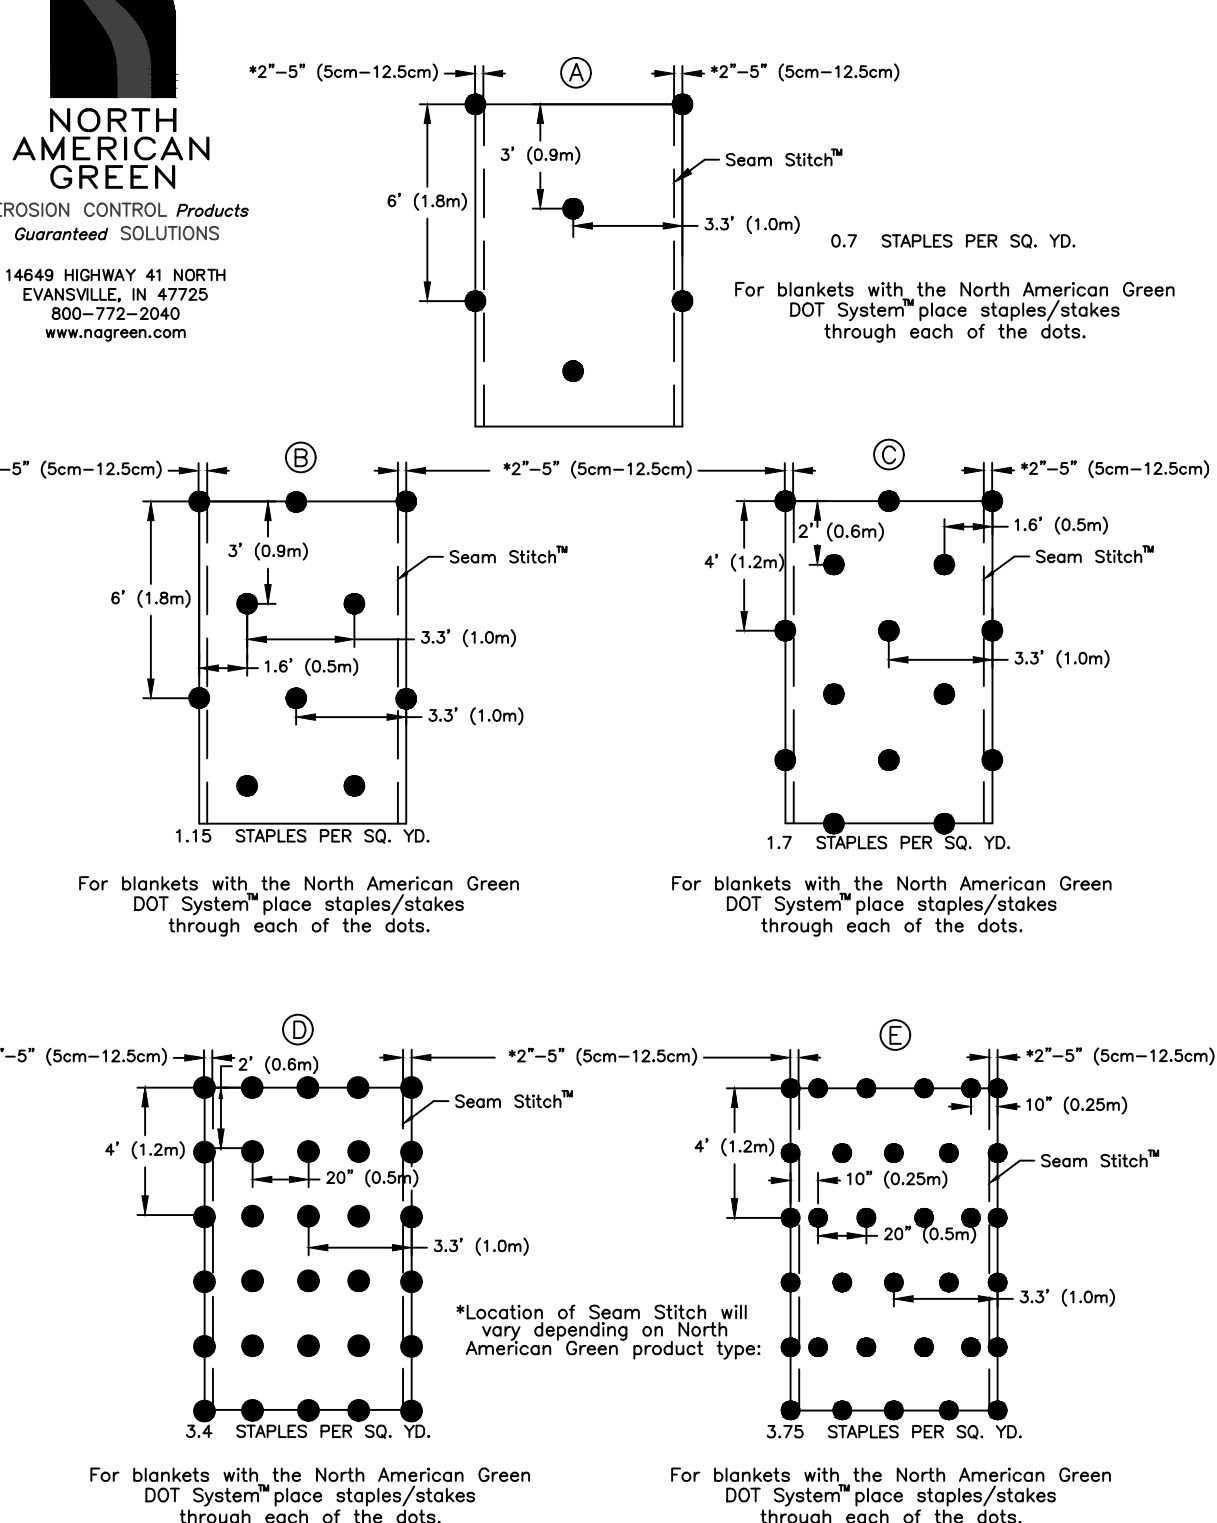 NORTH
AMERICAN
GREEN
EROSION CONTROL Products
Guaranteed SOLUTIONS
14649 HIGHWAY 41 NORTH
EVANSVILLE, IN 47725
800-772-2040
www.nagreen.com
A
*2"-5" (5cm-12.5cm)
*2"-5" (5cm-12.5cm)
3' (0.9m)
Seam Stitch™
6' (1.8m)
3.3' (1.0m)
0.7 STAPLES PER SQ. YD.
For blankets with the North American Green
DOT System™ place staples/stakes
through each of the dots.
B
-5" (5cm-12.5cm)
*2"-5" (5cm-12.5cm)
3' (0.9m)
Seam Stitch™
6' (1.8m)
3.3' (1.0m)
1.6' (0.5m)
3.3' (1.0m)
1.15 STAPLES PER SQ. YD.
For blankets with the North American Green
DOT System™ place staples/stakes
through each of the dots.
C
*2"-5" (5cm-12.5cm)
1.6' (0.5m)
2' (0.6m)
Seam Stitch™
4' (1.2m)
3.3' (1.0m)
1.7 STAPLES PER SQ. YD.
For blankets with the North American Green
DOT System™ place staples/stakes
through each of the dots.
D
"-5" (5cm-12.5cm)
2' (0.6m)
*2"-5" (5cm-12.5cm)
Seam Stitch™
4' (1.2m)
20" (0.5m)
3.3' (1.0m)
3.4 STAPLES PER SQ. YD.
For blankets with the North American Green
DOT System™ place staples/stakes
through each of the dots.
*Location of Seam Stitch will
vary depending on North
American Green product type:
E
*2"-5" (5cm-12.5cm)
10" (0.25m)
4' (1.2m)
Seam Stitch™
10" (0.25m)
20" (0.5m)
3.3' (1.0m)
3.75 STAPLES PER SQ. YD.
For blankets with the North American Green
DOT System™ place staples/stakes
through each of the dots.